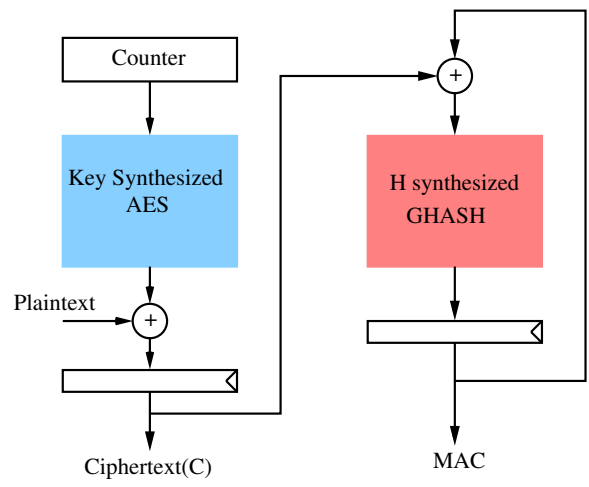 Counter
Key Synthesized
AES
Plaintext
+
Ciphertext(C)
+
H synthesized
GHASH
MAC